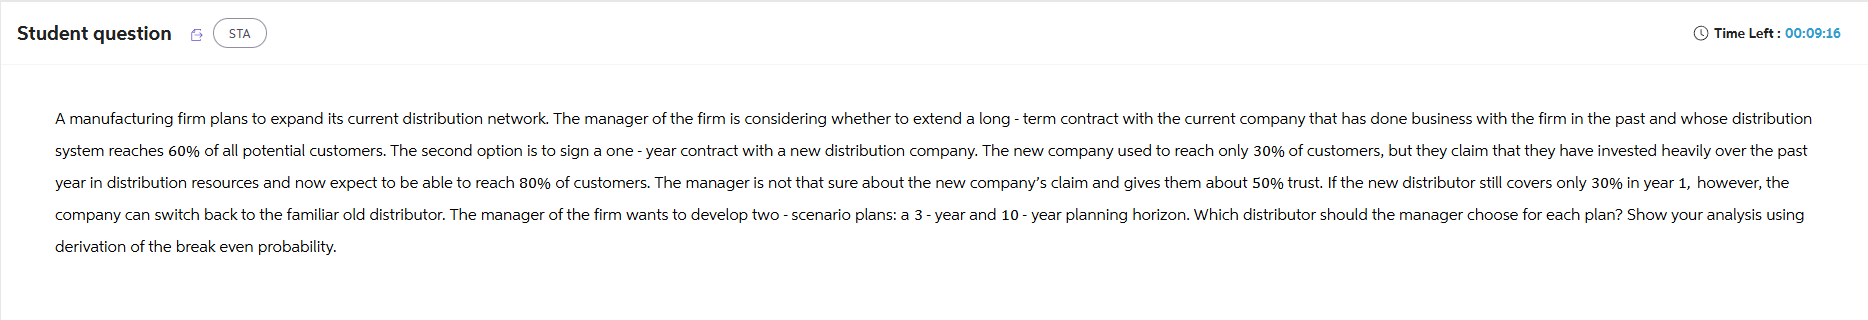 Student question STA Time Left : 00:09:16
A manufacturing firm plans to expand its current distribution network. The manager of the firm is considering whether to extend a long - term contract with the current company that has done business with the firm in the past and whose distribution
system reaches 60% of all potential customers. The second option is to sign a one - year contract with a new distribution company. The new company used to reach only 30% of customers, but they claim that they have invested heavily over the past
year in distribution resources and now expect to be able to reach 80% of customers. The manager is not that sure about the new company's claim and gives them about 50% trust. If the new distributor still covers only 30% in year 1, however, the
company can switch back to the familiar old distributor. The manager of the firm wants to develop two - scenario plans: a 3 - year and 10 - year planning horizon. Which distributor should the manager choose for each plan? Show your analysis using
derivation of the break even probability.